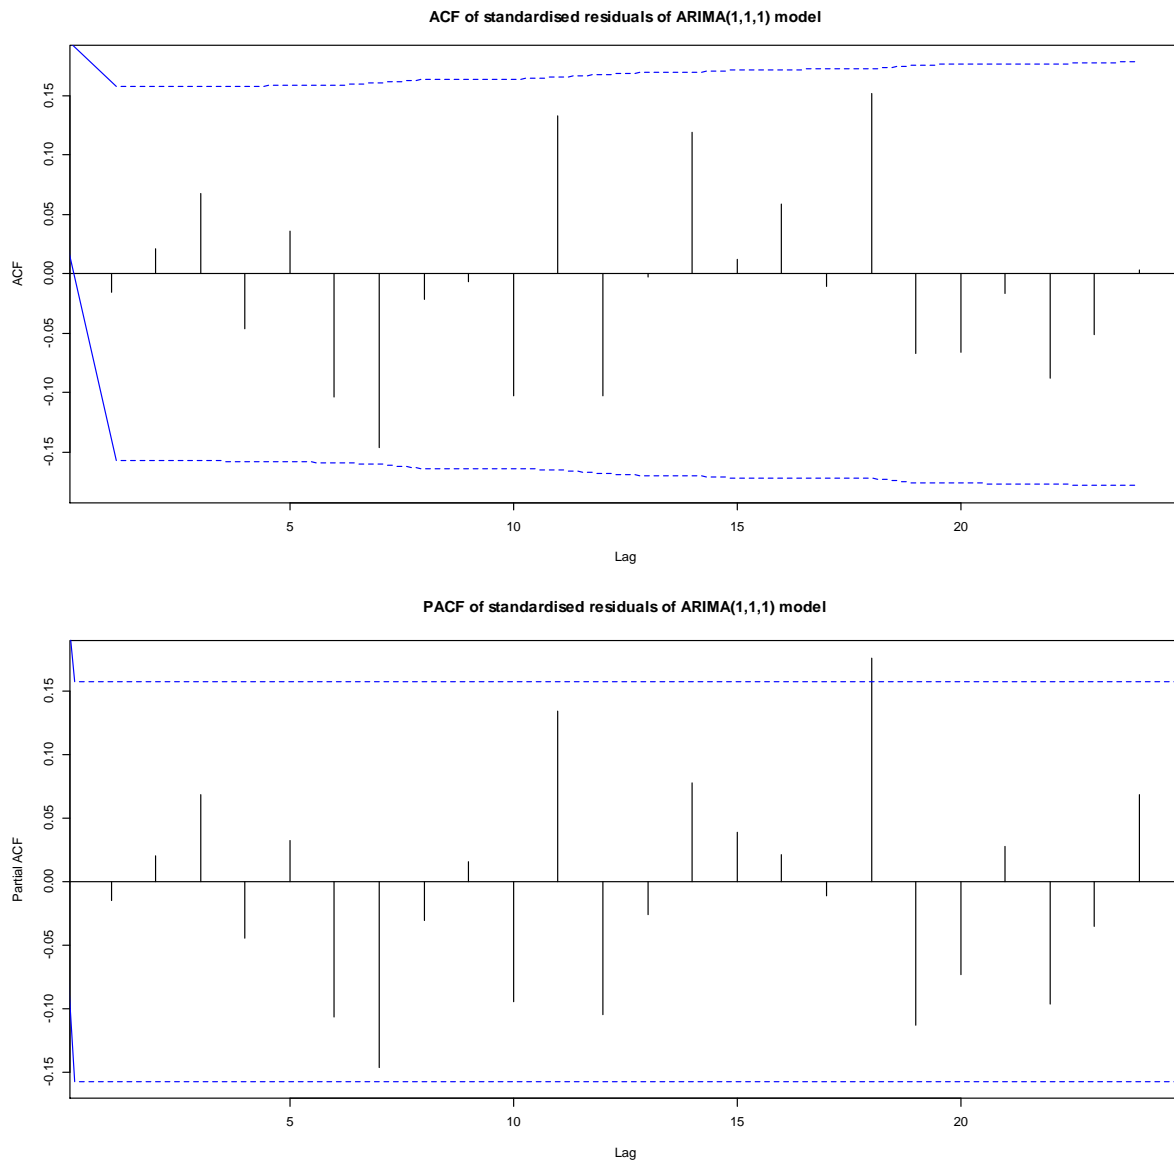 ACF of standardised residuals of ARIMA(1,1,1) model
0.15
0.10
0.05
0.00
-0.05
-0.10
-0.15
ACF
5 10 15 20
Lag
PACF of standardised residuals of ARIMA(1,1,1) model
0.15
0.10
0.05
0.00
-0.05
-0.10
-0.15
Partial ACF
5 10 15 20
Lag